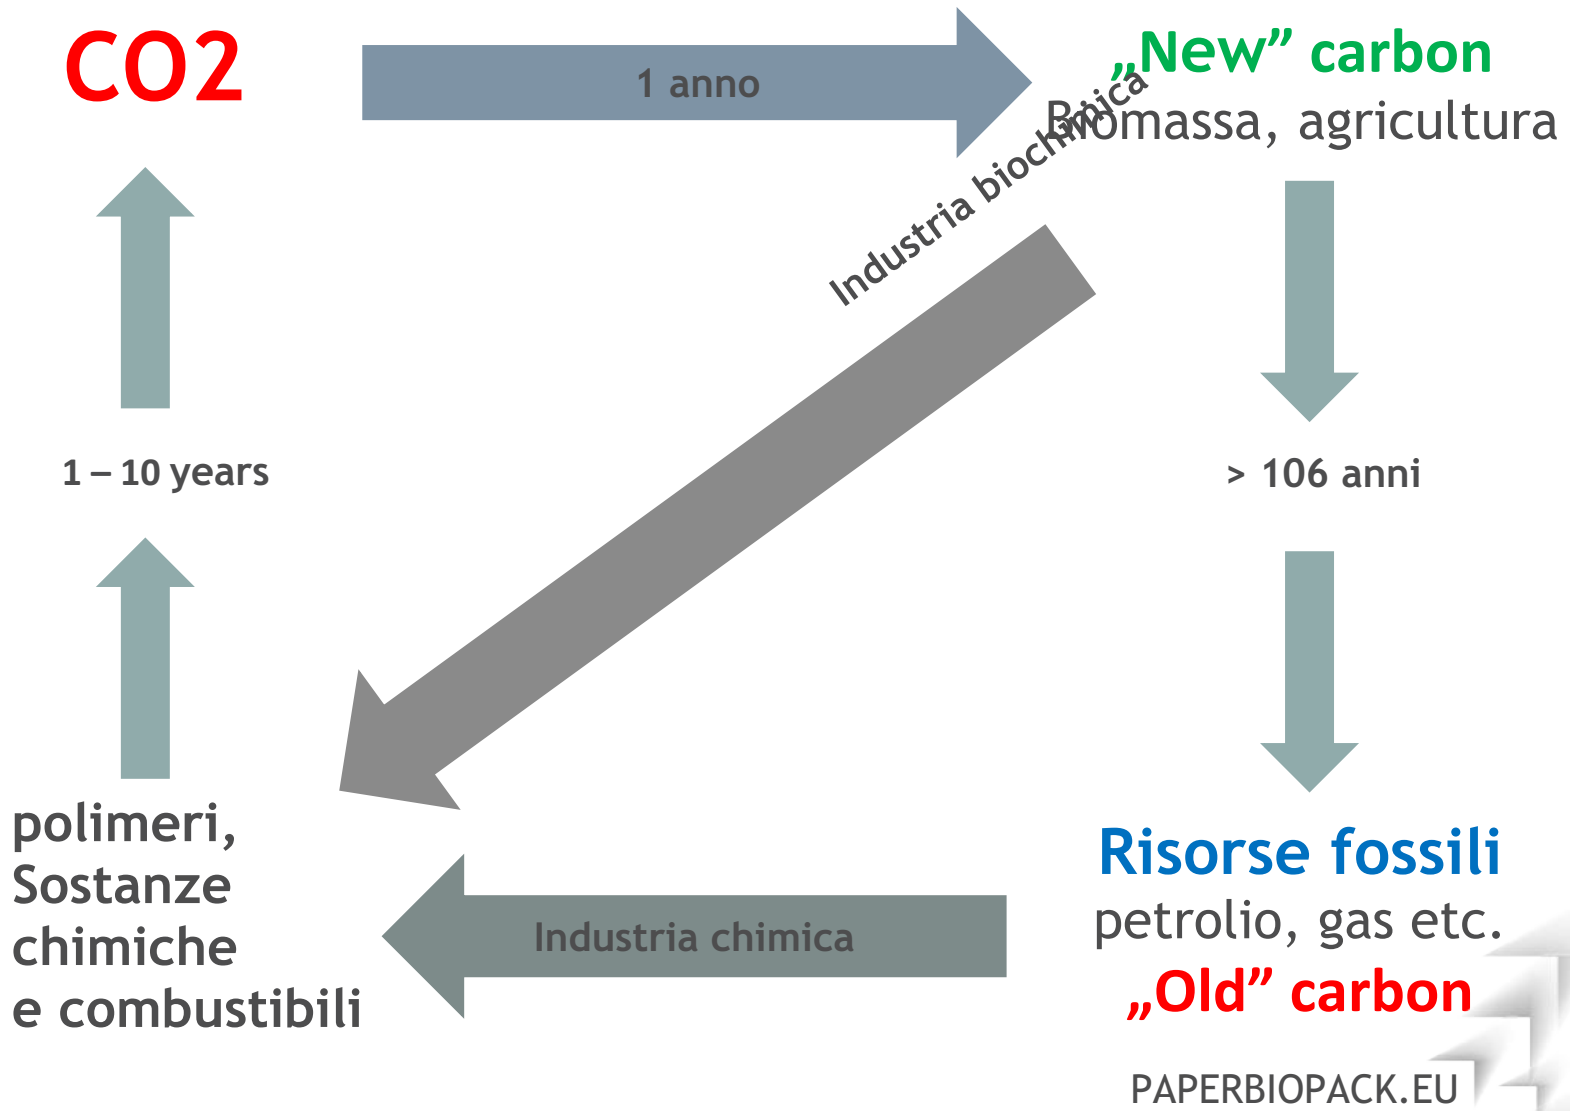 CO2
1 anno
„New” carbon
Biomassa, agricultura
Industria biochimica
1 – 10 years
> 106 anni
polimeri,
Sostanze
chimiche
e combustibili
Industria chimica
Risorse fossili
petrolio, gas etc.
„Old” carbon
PAPERBIOPACK.EU